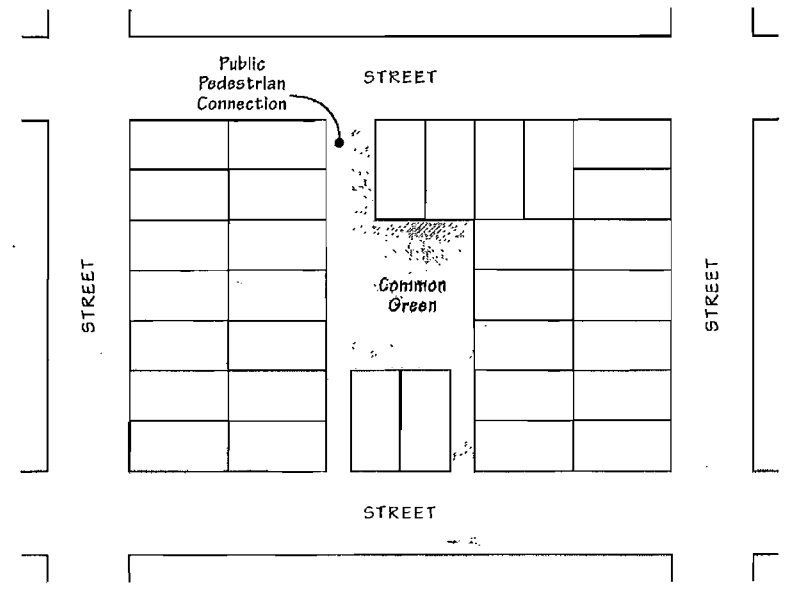 Public
Pedestrian
Connection
STREET
STREET
Common
Green
STREET
STREET